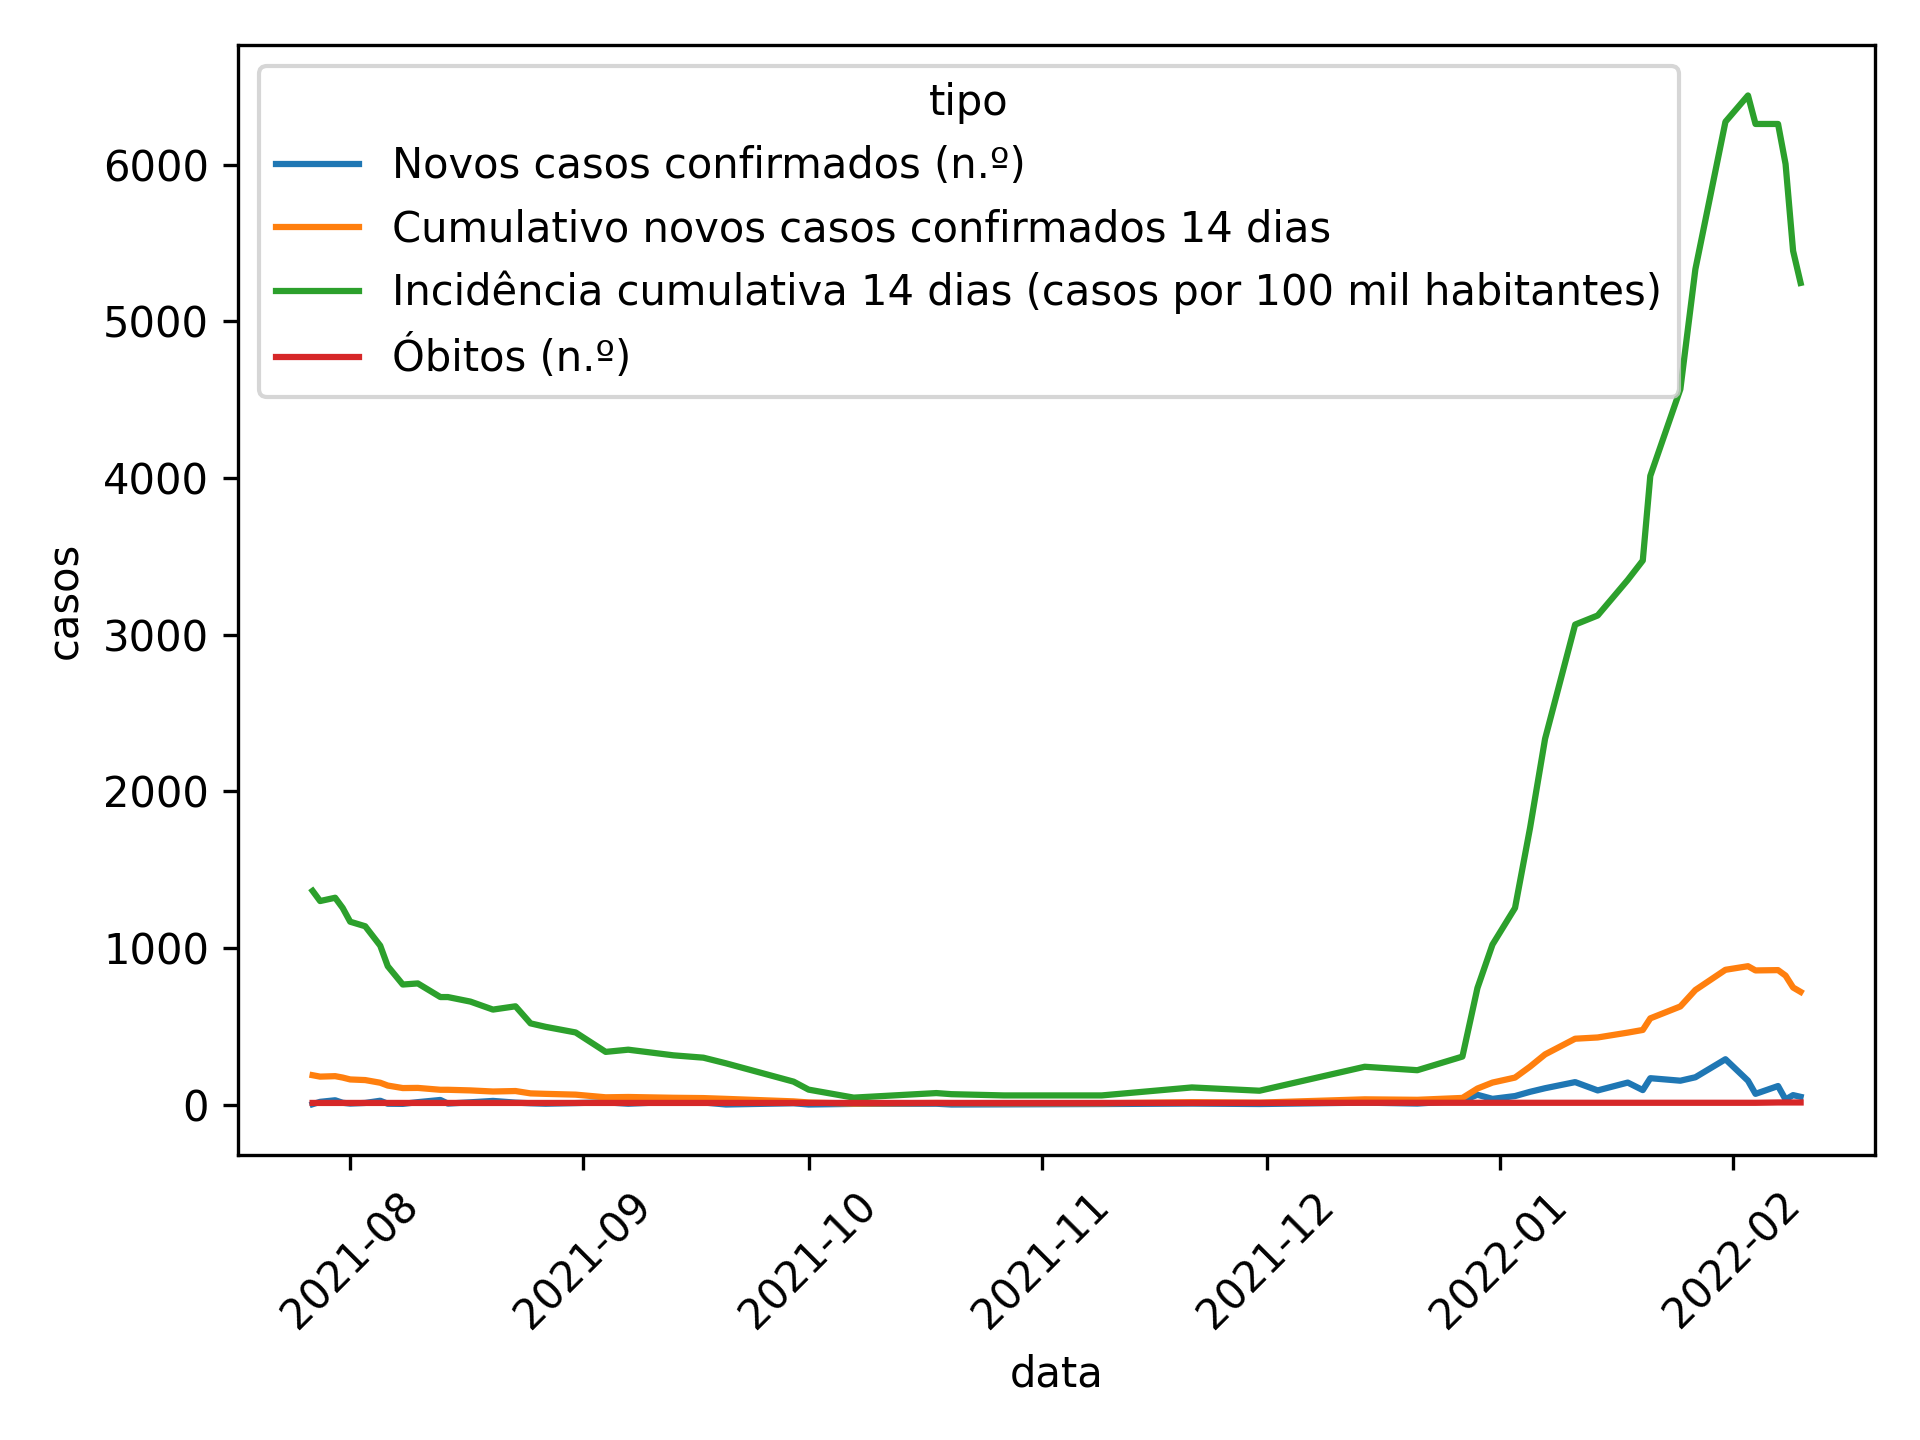 tipo
Novos casos confirmados (n.º)
Cumulativo novos casos confirmados 14 dias
Incidência cumulativa 14 dias (casos por 100 mil habitantes)
Óbitos (n.º)
6000
5000
4000
3000
2000
1000
0
casos
2021-08
2021-09
2021-10
2021-11
2021-12
2022-01
2022-02
data